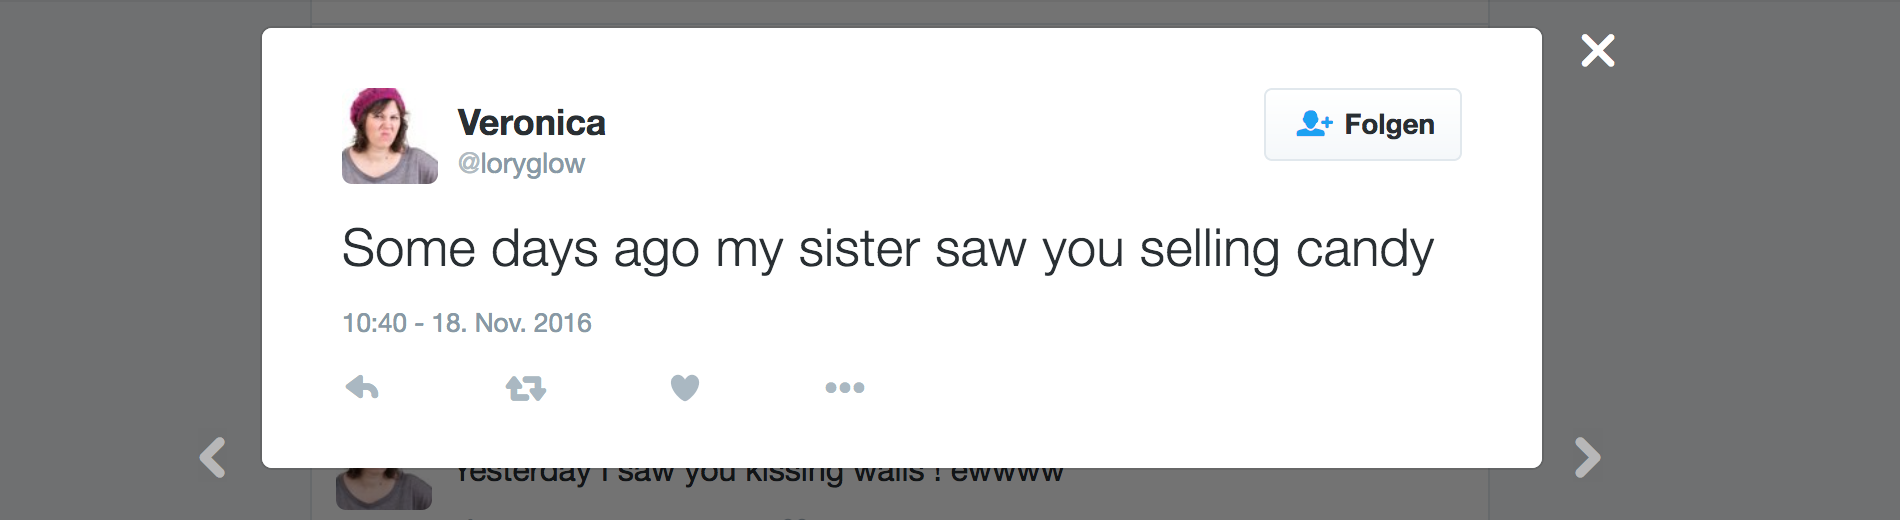 Veronica
@loryglow
Folgen
Some days ago my sister saw you selling candy
10:40 - 18. Nov. 2016
Yesterday I saw you kissing walls ! ewwww